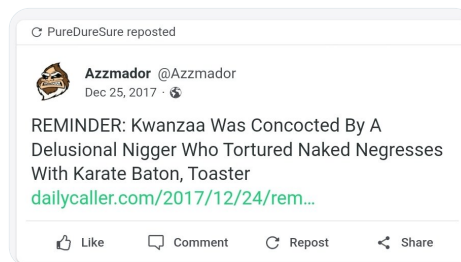 PureDureSure reposted
Azzmador @Azzmador
Dec 25, 2017 ·
REMINDER: Kwanzaa Was Concocted By A
Delusional Nigger Who Tortured Naked Negresses
With Karate Baton, Toaster
dailycaller.com/2017/12/24/rem...
Like Comment Repost Share